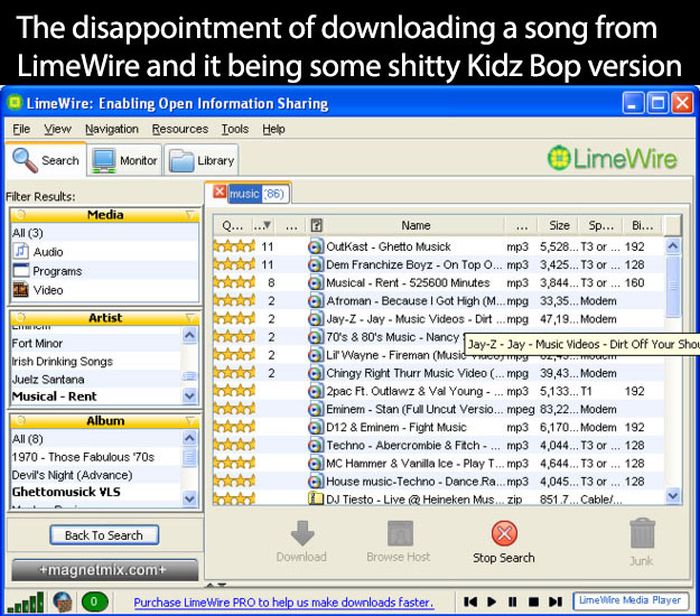 The disappointment of downloading a song from
LimeWire and it being some shitty Kidz Bop version
LimeWire: Enabling Open Information Sharing
File View Navigation Resources Tools Help
Search Monitor Library LimeWire
Filter Results:
music (86)
Media
All (3)
Audio
Programs
Video
Artist
Eminem
Fort Minor
Irish Drinking Songs
Juelz Santana
Musical - Rent
Album
All (8)
1970 - Those Fabulous '70s
Devil's Night (Advance)
Ghettomusick VLS
Back To Search
+magnetmix.com+
Q... ... ... ? Name ... Size Sp... Bi...
11 OutKast - Ghetto Musick mp3 5,528... T3 or ... 192
11 Dem Franchize Boyz - On Top O... mp3 3,425... T3 or ... 128
8 Musical - Rent - 525600 Minutes mp3 3,844... T3 or ... 160
2 Afroman - Because I Got High (M... mpg 33,35... Modem
2 Jay-Z - Jay - Music Videos - Dirt ... mpg 47,19... Modem
2 70's & 80's Music - Nancy
Jay-Z - Jay - Music Videos - Dirt Off Your Shou
2 Lil' Wayne - Fireman (Music Video) Modem
2 Chingy Right Thurr Music Video (... mpg 39,43... Modem
2pac Ft. Outlawz & Val Young - ... mp3 5,133... T1 192
Eminem - Stan (Full Uncut Versio... mpeg 83,22... Modem
D12 & Eminem - Fight Music mp3 6,170... Modem 192
Techno - Abercrombie & Fitch - ... mp3 4,044... T3 or ... 128
MC Hammer & Vanilla Ice - Play T... mp3 4,644... T3 or ... 128
House music-Techno - Dance.Ra... mp3 4,045... T3 or ... 128
DJ Tiesto - Live @ Heineken Mus... zip 851.7... Cable/...
Download Browse Host Stop Search Junk
0 Purchase LimeWire PRO to help us make downloads faster. LimeWire Media Player